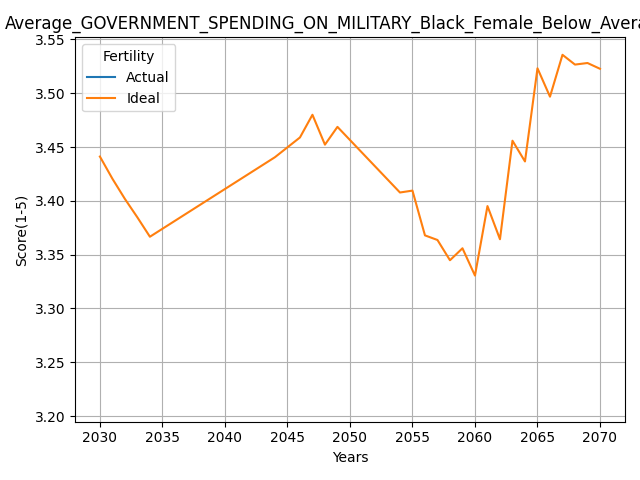 Average_GOVERNMENT_SPENDING_ON_MILITARY_Black_Female_Below_Avera
3.55
3.50
3.45
3.40
3.35
3.30
3.25
3.20
Score(1-5)
Fertility
Actual
Ideal
2030 2035 2040 2045 2050 2055 2060 2065 2070
Years